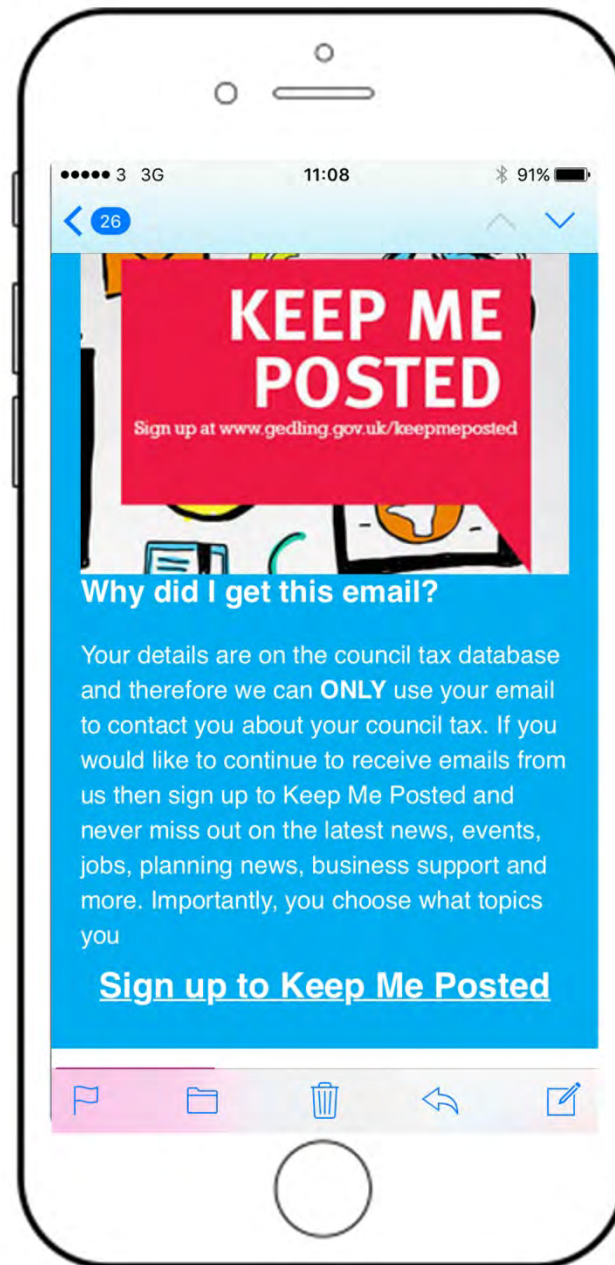 3 3G 11:08 91%
26
KEEP ME
POSTED
Sign up at www.gedling.gov.uk/keepmeposted
Why did I get this email?
Your details are on the council tax database
and therefore we can ONLY use your email
to contact you about your council tax. If you
would like to continue to receive emails from
us then sign up to Keep Me Posted and
never miss out on the latest news, events,
jobs, planning news, business support and
more. Importantly, you choose what topics
you
Sign up to Keep Me Posted